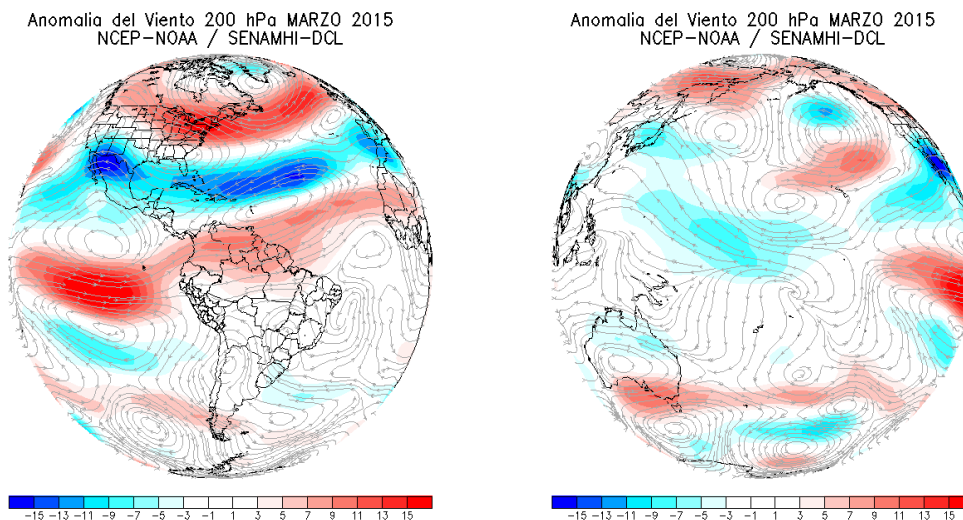 Anomalia del Viento 200 hPa MARZO 2015
NCEP-NOAA / SENAMHI-DCL
-15 -13 -11 -9 -7 -5 -3 -1 1 3 5 7 9 11 13 15
Anomalia del Viento 200 hPa MARZO 2015
NCEP-NOAA / SENAMHI-DCL
-15 -13 -11 -9 -7 -5 -3 -1 1 3 5 7 9 11 13 15